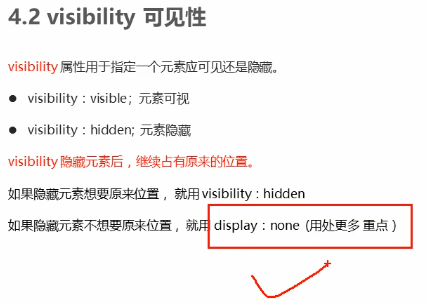 4.2 visibility 可见性
visibility 属性用于指定一个元素应可见还是隐藏。
● visibility：visible; 元素可视
● visibility：hidden; 元素隐藏
visibility 隐藏元素后，继续占有原来的位置。
如果隐藏元素想要原来位置，就用 visibility：hidden
如果隐藏元素不想要原来位置，就用 display：none (用处更多 重点）